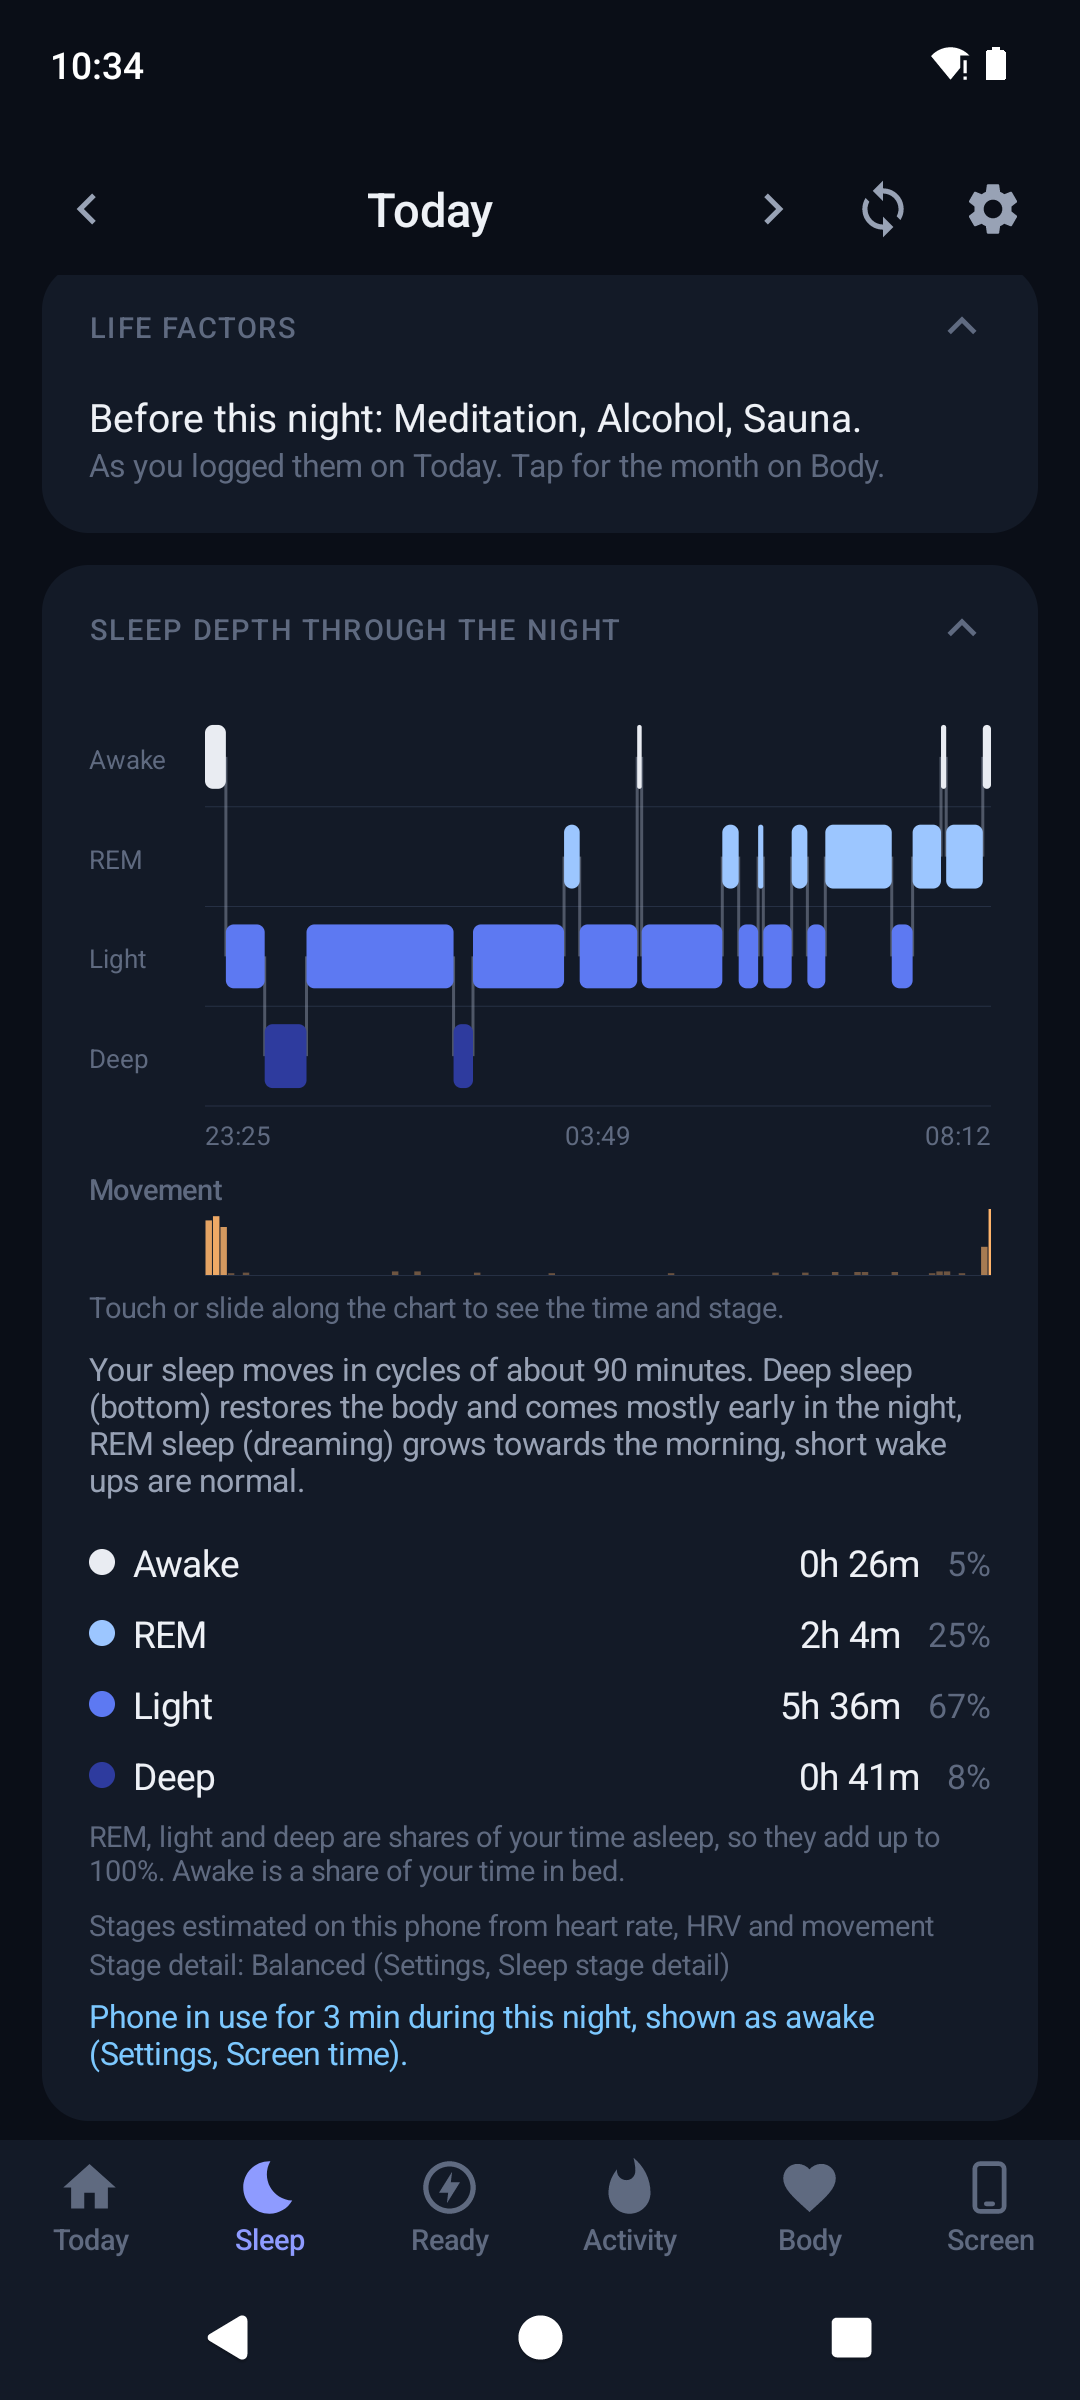 10:34
Today
LIFE FACTORS
Before this night: Meditation, Alcohol, Sauna.
As you logged them on Today. Tap for the month on Body.
SLEEP DEPTH THROUGH THE NIGHT
Awake
REM
Light
Deep
23:25 03:49 08:12
Movement
Touch or slide along the chart to see the time and stage.
Your sleep moves in cycles of about 90 minutes. Deep sleep
(bottom) restores the body and comes mostly early in the night,
REM sleep (dreaming) grows towards the morning, short wake
ups are normal.
Awake 0h 26m 5%
REM 2h 4m 25%
Light 5h 36m 67%
Deep 0h 41m 8%
REM, light and deep are shares of your time asleep, so they add up to
100%. Awake is a share of your time in bed.
Stages estimated on this phone from heart rate, HRV and movement
Stage detail: Balanced (Settings, Sleep stage detail)
Phone in use for 3 min during this night, shown as awake
(Settings, Screen time).
Today Sleep Ready Activity Body Screen